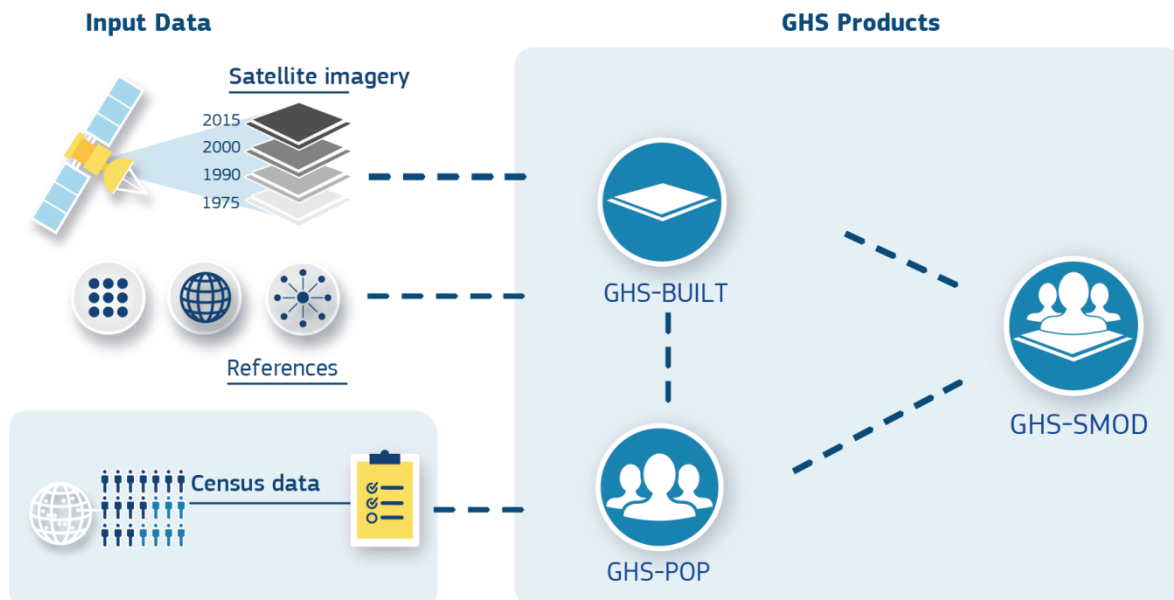 Input Data
GHS Products
Satellite imagery
2015
2000
1990
1975
References
Census data
GHS-BUILT
GHS-POP
GHS-SMOD